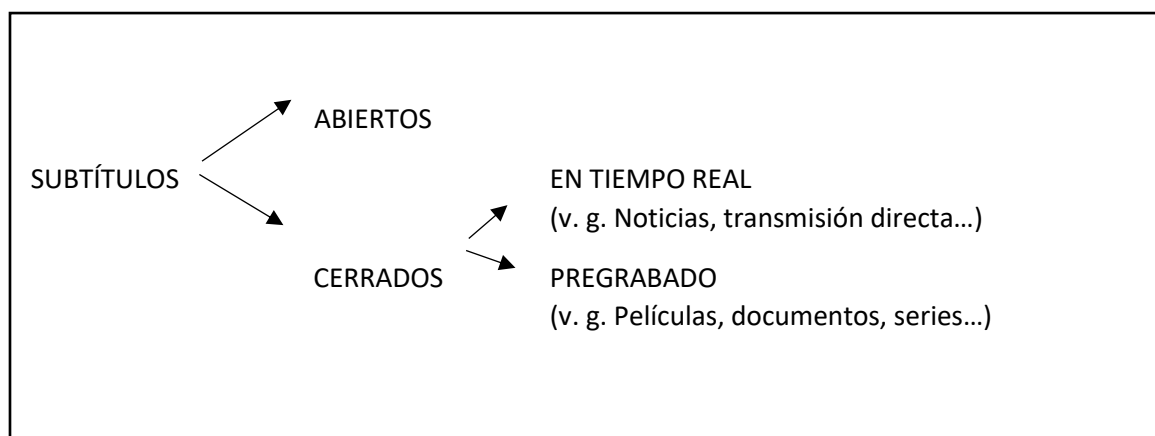 ABIERTOS
SUBTÍTULOS
EN TIEMPO REAL
(v. g. Noticias, transmisión directa…)
CERRADOS
PREGRABADO
(v. g. Películas, documentos, series…)